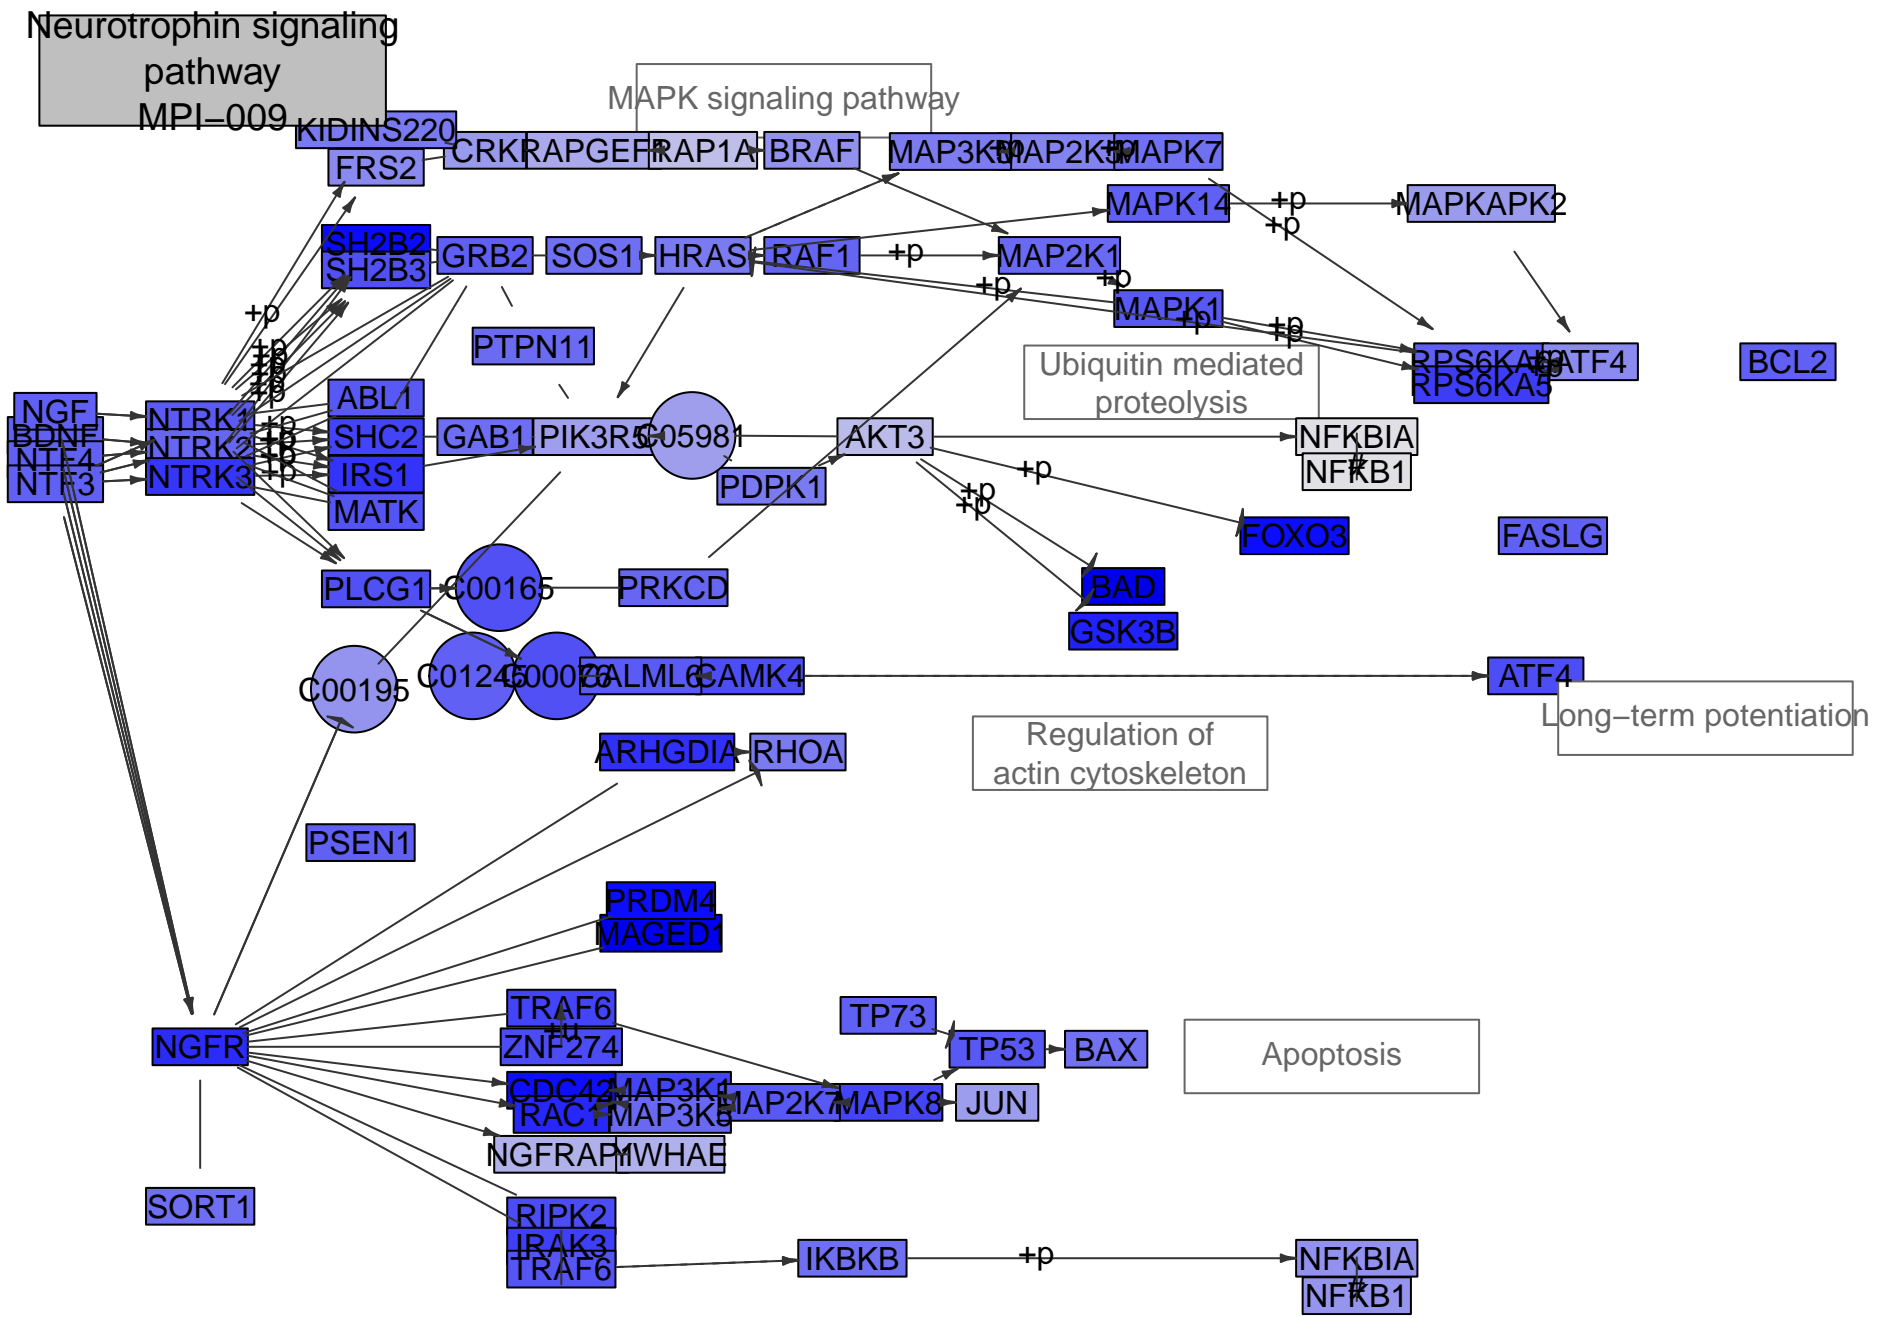 Neurotrophin signaling
pathway
MPI−009
MAPK signaling pathway
KIDINS220
FRS2
CRK
RAPGEF1
RAP1A
BRAF
MAP3K3
+p
MAP2K5
+p
MAPK7
MAPK14
+p
MAPKAPK2
+p
SH2B2
SH2B3
GRB2
SOS1
HRAS
RAF1
+p
MAP2K1
+p
+p
MAPK1
+p
+p
+p
+p
PTPN11
Ubiquitin mediated
proteolysis
RPS6KA6
RPS6KA5
+p
+p
ATF4
BCL2
+p
+p
+p
+p
+p
NGF
BDNF
NTF4
NTF3
NTRK1
NTRK2
NTRK3
+p
+p
+p
+p
ABL1
SHC2
IRS1
MATK
GAB1
PIK3R5
C05981
AKT3
PDPK1
NFKBIA
NFKB1
+p
+p
+p
FOXO3
FASLG
PLCG1
C00165
PRKCD
BAD
GSK3B
C00195
C01245
C00076
CALML6
CAMK4
ATF4
Long−term potentiation
ARHGDIA
RHOA
Regulation of
actin cytoskeleton
PSEN1
PRDM4
MAGED1
NGFR
TRAF6
+u
ZNF274
TP73
TP53
BAX
Apoptosis
CDC42
RAC1
MAP3K1
MAP3K5
MAP2K7
MAPK8
JUN
NGFRAP1
YWHAE
SORT1
RIPK2
IRAK3
TRAF6
IKBKB
+p
NFKBIA
NFKB1